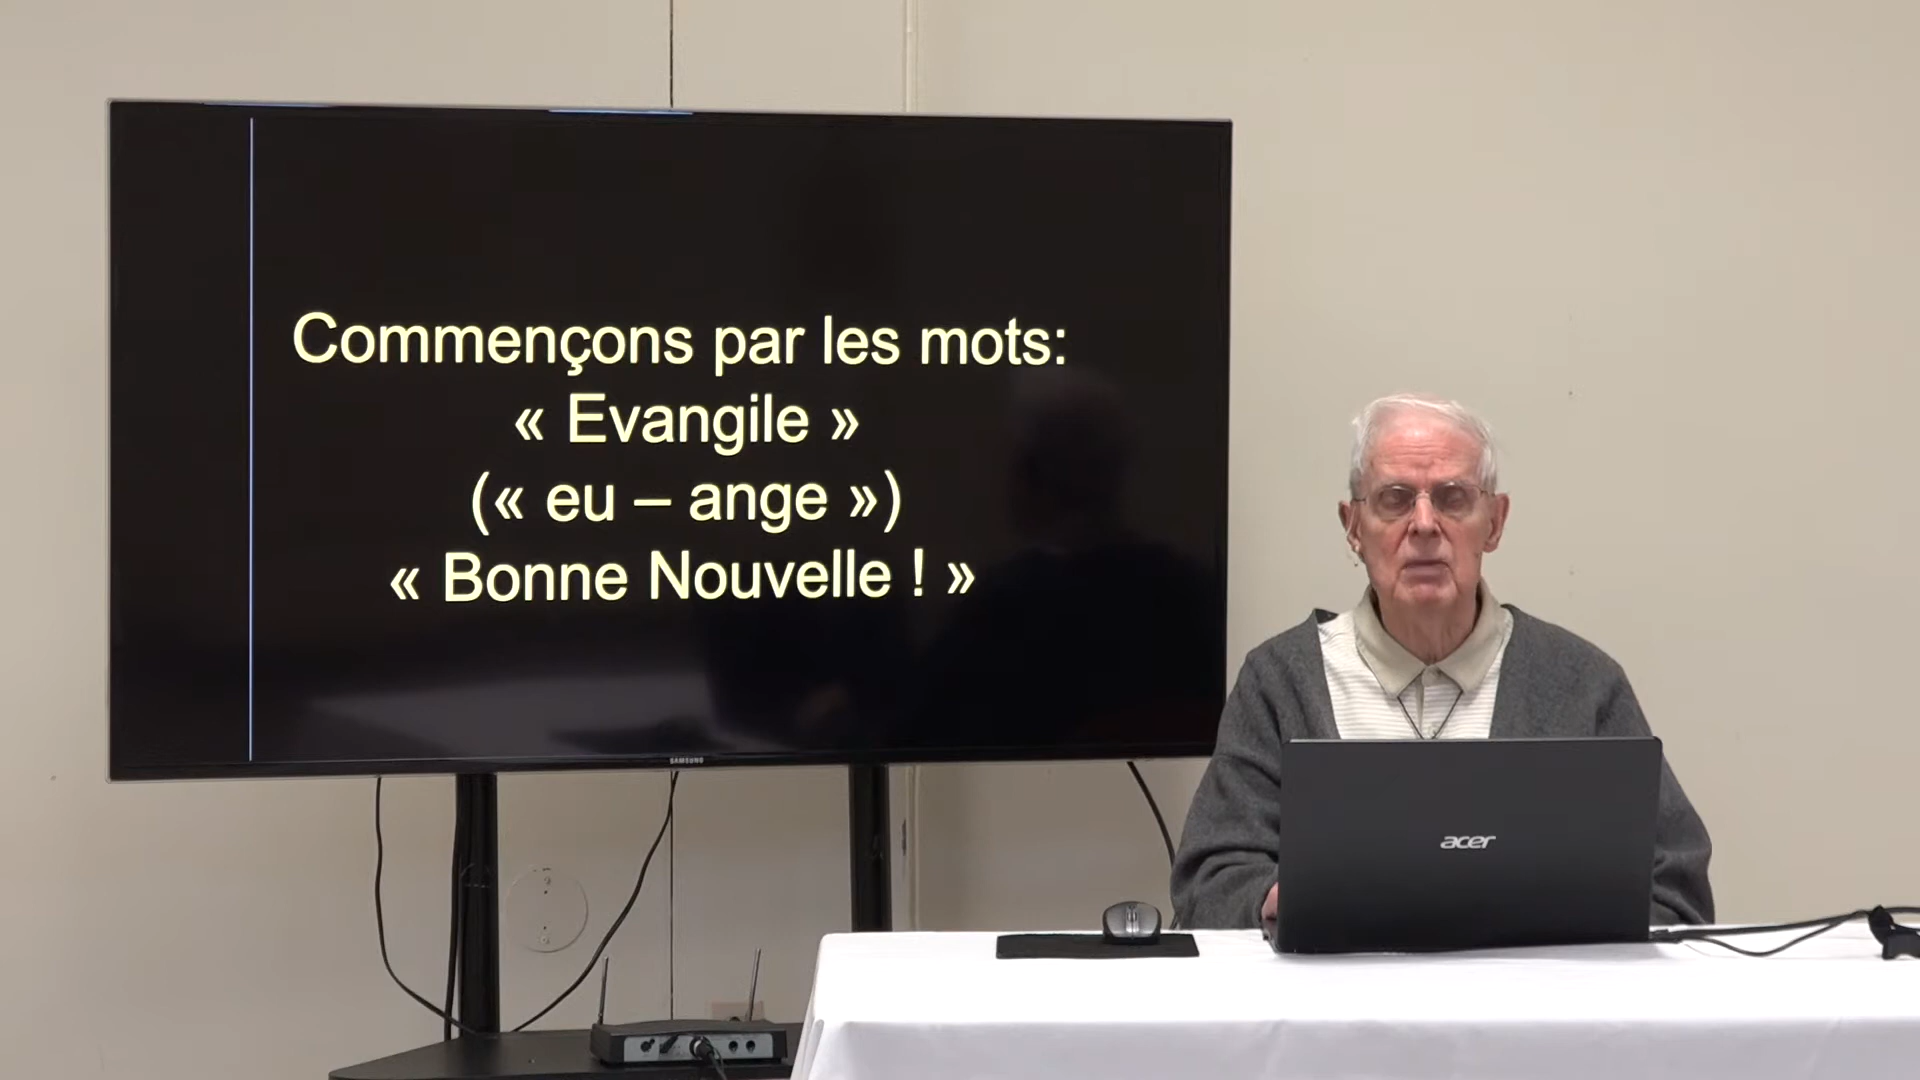 Commençons par les mots:
« Evangile »
(« eu – ange »)
« Bonne Nouvelle ! »
SAMSUNG
acer